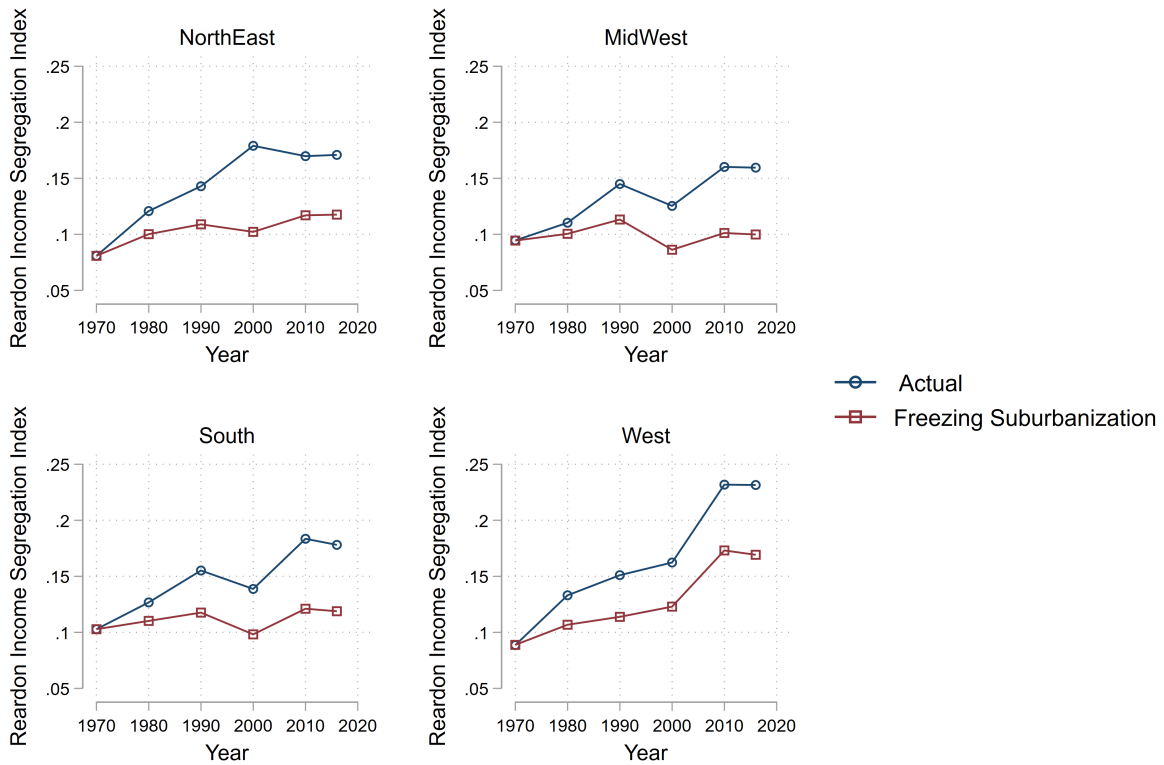 NorthEast
Reardon Income Segregation Index
.25
.2
.15
.1
.05
1970 1980 1990 2000 2010 2020
Year
MidWest
Reardon Income Segregation Index
.25
.2
.15
.1
.05
1970 1980 1990 2000 2010 2020
Year
South
Reardon Income Segregation Index
.25
.2
.15
.1
.05
1970 1980 1990 2000 2010 2020
Year
West
Reardon Income Segregation Index
.25
.2
.15
.1
.05
1970 1980 1990 2000 2010 2020
Year
Actual
Freezing Suburbanization